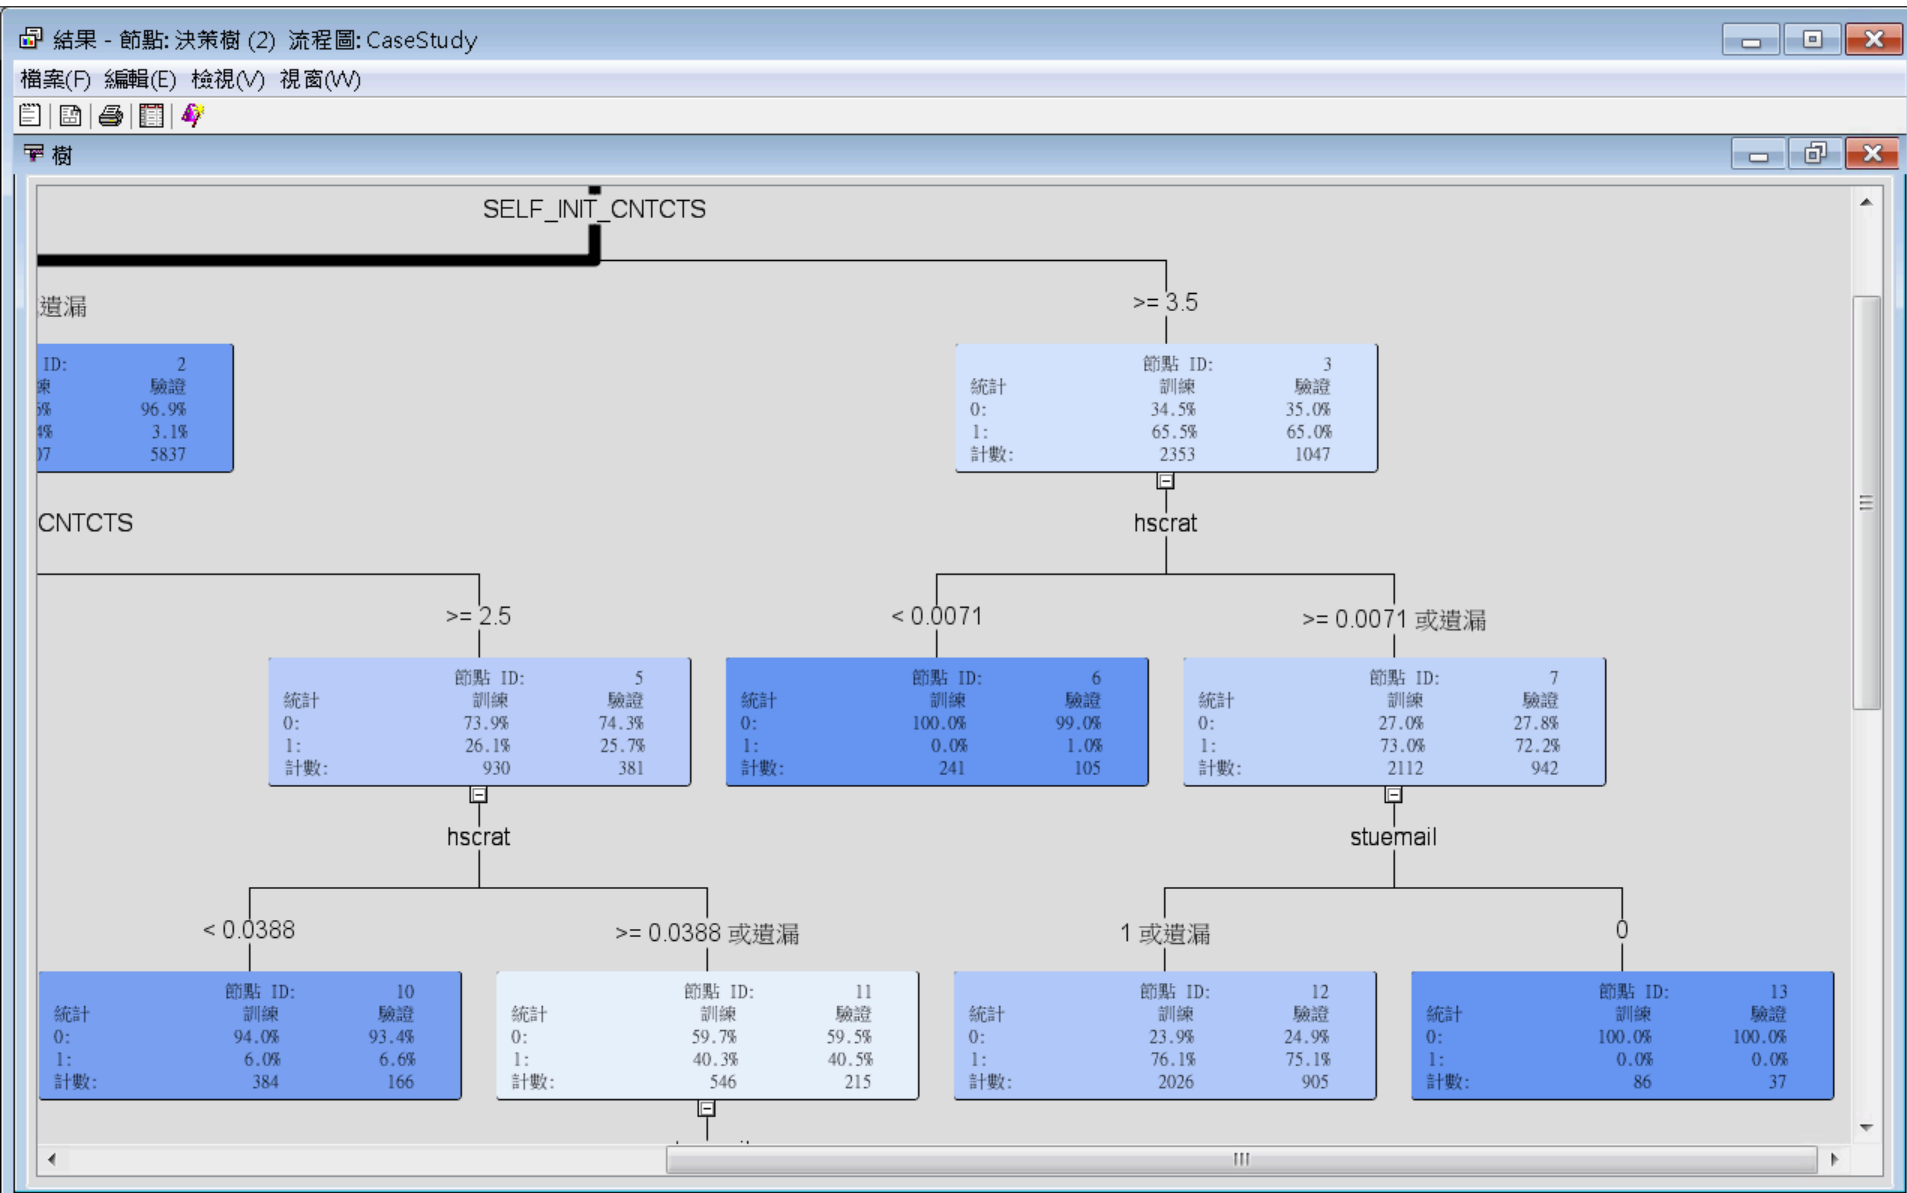 結果 - 節點: 決策樹 (2)  流程圖: CaseStudy
檔案(F)  編輯(E)  檢視(V)  視窗(W)
樹
SELF_INIT_CNTCTS
遺漏
>= 3.5
ID: 2
驗證
96.9%
3.1%
5837
節點 ID: 3
統計 訓練 驗證
0: 34.5% 35.0%
1: 65.5% 65.0%
計數: 2353 1047
CNTCTS
hscrat
>= 2.5
< 0.0071
>= 0.0071 或遺漏
節點 ID: 5
統計 訓練 驗證
0: 73.9% 74.3%
1: 26.1% 25.7%
計數: 930 381
節點 ID: 6
統計 訓練 驗證
0: 100.0% 99.0%
1: 0.0% 1.0%
計數: 241 105
節點 ID: 7
統計 訓練 驗證
0: 27.0% 27.8%
1: 73.0% 72.2%
計數: 2112 942
hscrat
stuemail
< 0.0388
>= 0.0388 或遺漏
1 或遺漏
0
節點 ID: 10
統計 訓練 驗證
0: 94.0% 93.4%
1: 6.0% 6.6%
計數: 384 166
節點 ID: 11
統計 訓練 驗證
0: 59.7% 59.5%
1: 40.3% 40.5%
計數: 546 215
節點 ID: 12
統計 訓練 驗證
0: 23.9% 24.9%
1: 76.1% 75.1%
計數: 2026 905
節點 ID: 13
統計 訓練 驗證
0: 100.0% 100.0%
1: 0.0% 0.0%
計數: 86 37